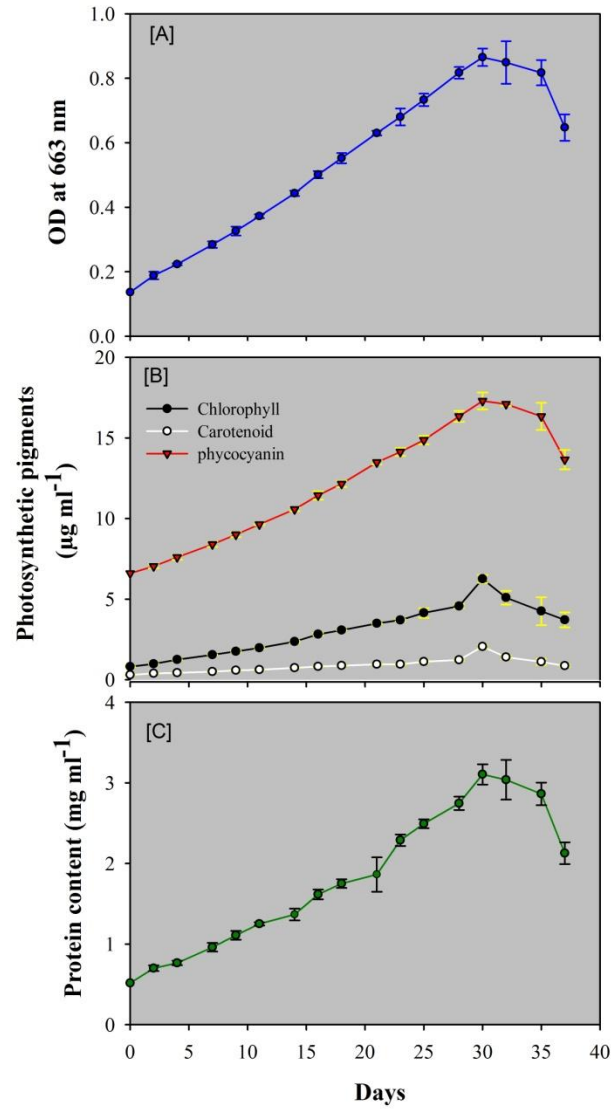 [A]
OD at 663 nm
1.0
0.8
0.6
0.4
0.2
0.0
[B]
Photosynthetic pigments
(µg ml⁻¹)
20
15
10
5
0
Chlorophyll
Carotenoid
phycocyanin
[C]
Protein content (mg ml⁻¹)
4
3
2
1
0
0 5 10 15 20 25 30 35 40
Days